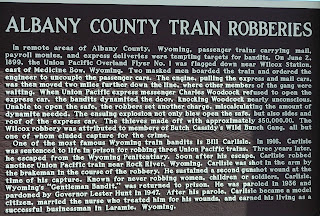 ALBANY COUNTY TRAIN ROBBERIES
In remote areas of Albany County, Wyoming, passenger trains carrying mail,
payroll monies, and express deliveries were tempting targets for bandits. On June 2,
1899, the Union Pacific Overland Flyer No. 1 was flagged down near Wilcox Station,
east of Medicine Bow, Wyoming. Two masked men boarded the train and ordered the
engineer to uncouple the passenger cars. The engine, pulling the express and mail cars,
was then moved two miles further down the line, where other members of the gang were
waiting. When Union Pacific express messenger Charles Woodcock refused to open the
express car, the bandits dynamited the door, knocking Woodcock nearly unconscious.
Unable to open the safe, the robbers set another charge, miscalculating the amount of
dynamite needed. The ensuing explosion not only blew open the safe, but also sides and
roof of the express car. The thieves made off with approximately $50,000.00. The
Wilcox robbery was attributed to members of Butch Cassidy's Wild Bunch gang, all but
one of whom eluded capture for the crime.
One of the most famous Wyoming train bandits is Bill Carlisle. In 1916, Carlisle
was sentenced to life in prison for robbing three Union Pacific trains. Three years later,
he escaped from the Wyoming Penitentiary. Soon after his escape, Carlisle robbed
another Union Pacific train near Rock River, Wyoming. Carlisle was shot in the arm by
the brakeman in the course of the robbery. He sustained a second gunshot wound at the
time of his capture. Known for never robbing women, children or soldiers, Carlisle,
Wyoming's "Gentleman Bandit," was returned to prison. He was paroled in 1936 and
pardoned by Governor Lester Hunt in 1947. After his parole, Carlisle became a model
citizen, married the nurse who treated him for his wounds, and earned his living as a
successful businessman in Laramie, Wyoming.